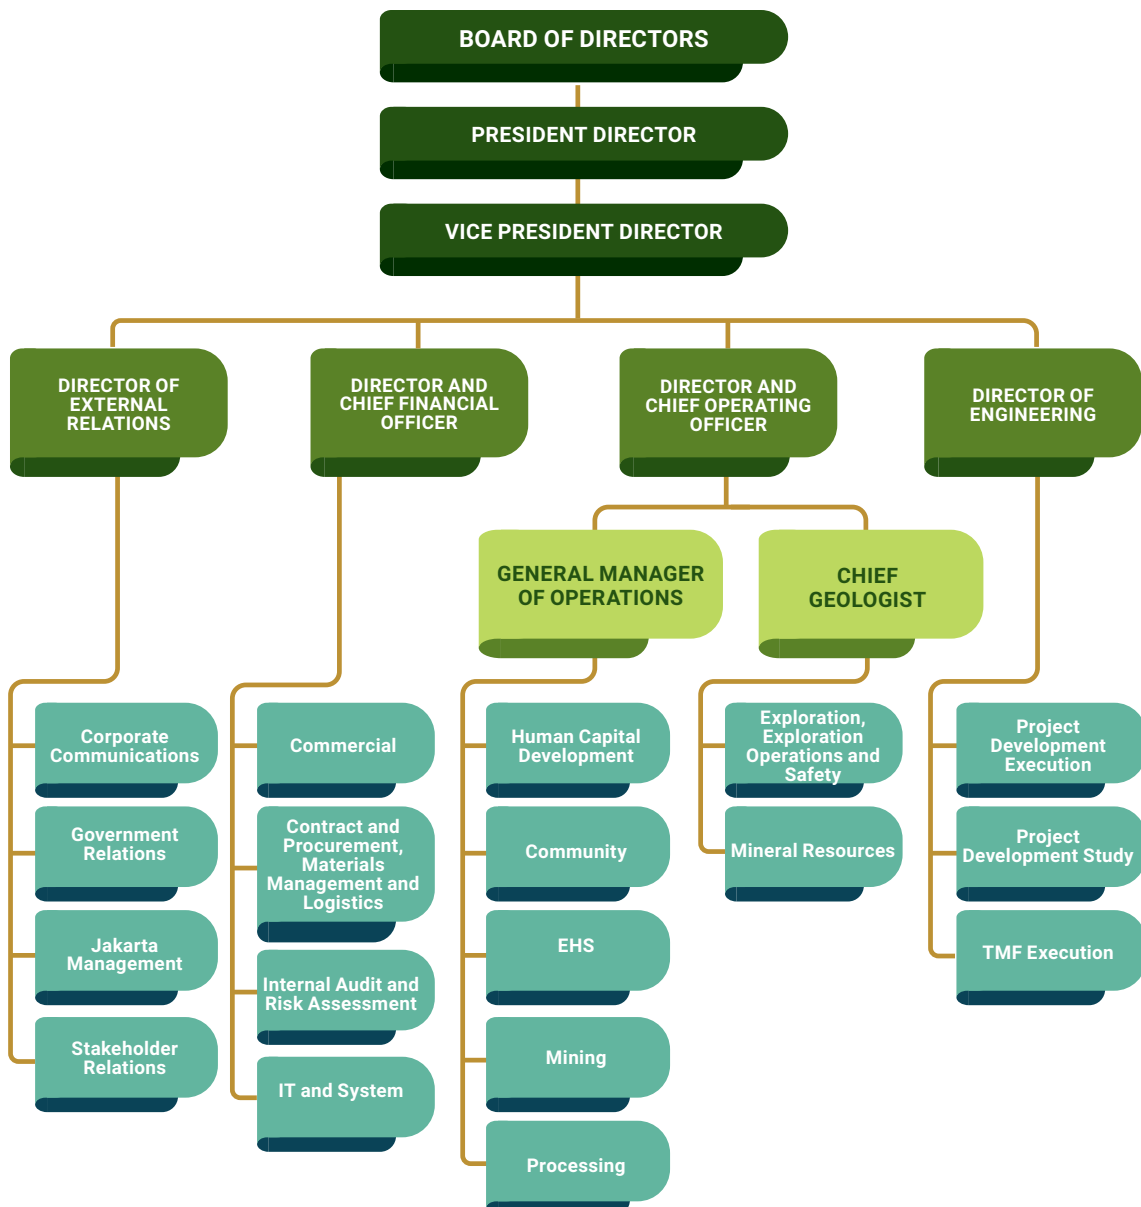 BOARD OF DIRECTORS
PRESIDENT DIRECTOR
VICE PRESIDENT DIRECTOR
DIRECTOR OF
EXTERNAL
RELATIONS
DIRECTOR AND
CHIEF FINANCIAL
OFFICER
DIRECTOR AND
CHIEF OPERATING
OFFICER
DIRECTOR OF
ENGINEERING
GENERAL MANAGER
OF OPERATIONS
CHIEF
GEOLOGIST
Corporate
Communications
Government
Relations
Jakarta
Management
Stakeholder
Relations
Commercial
Contract and
Procurement,
Materials
Management and
Logistics
Internal Audit and
Risk Assessment
IT and System
Human Capital
Development
Community
EHS
Mining
Processing
Exploration,
Exploration
Operations and
Safety
Mineral Resources
Project
Development
Execution
Project
Development Study
TMF Execution